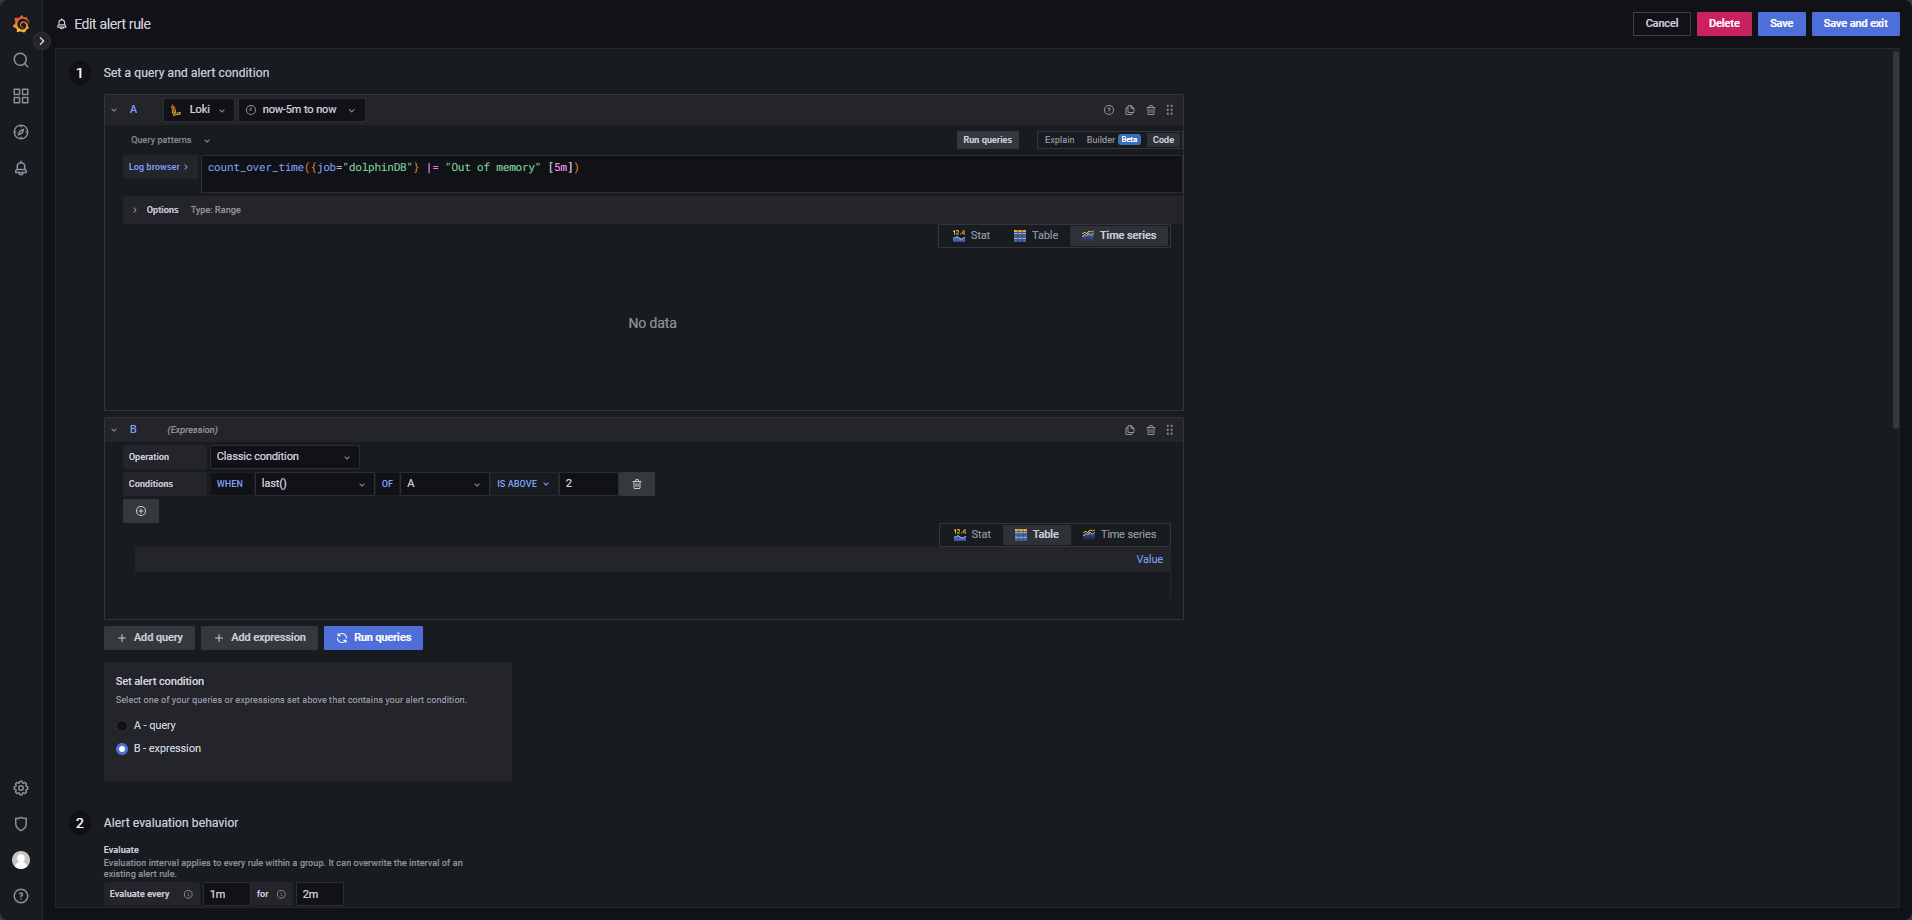 Edit alert rule
Cancel
Delete
Save
Save and exit
1 Set a query and alert condition
A
Loki
now-5m to now
Query patterns
Run queries
Explain
Builder Beta
Code
Log browser >
count_over_time({job="dolphinDB"} |= "Out of memory" [5m])
Options Type: Range
12.4 Stat
Table
Time series
No data
B (Expression)
Operation Classic condition
Conditions WHEN last() OF A IS ABOVE 2
12.4 Stat
Table
Time series
Value
+ Add query
+ Add expression
Run queries
Set alert condition
Select one of your queries or expressions set above that contains your alert condition.
A - query
B - expression
2 Alert evaluation behavior
Evaluate
Evaluation interval applies to every rule within a group. It can overwrite the interval of an
existing alert rule.
Evaluate every 1m for 2m